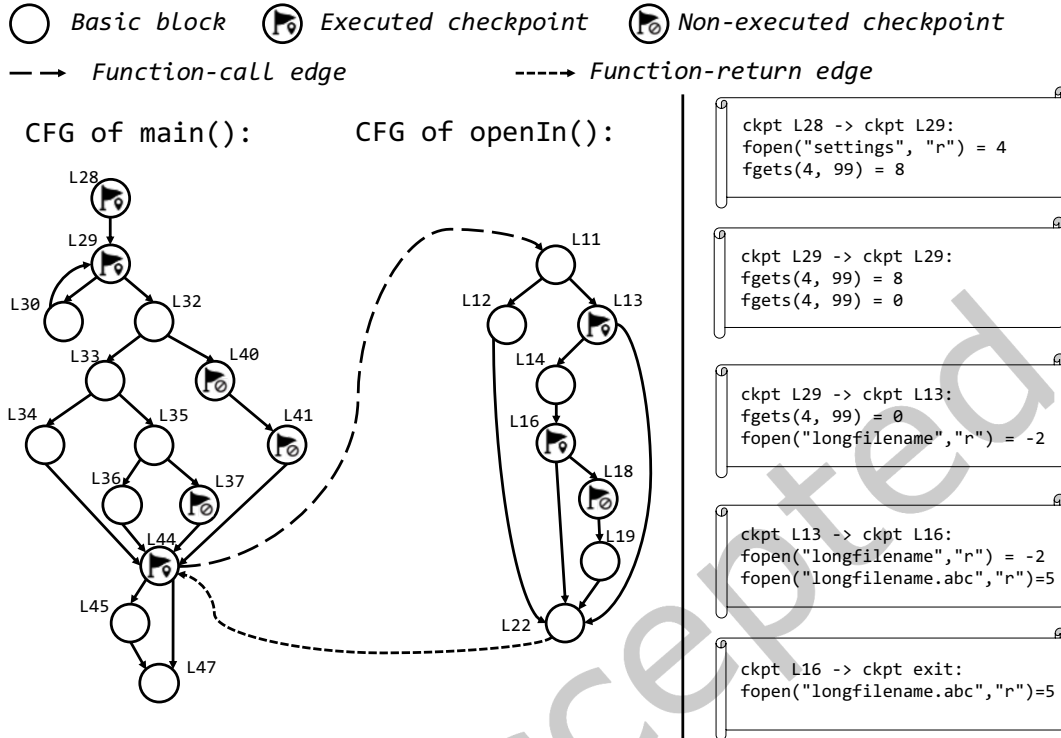 Basic block
Executed checkpoint
Non-executed checkpoint
Function-call edge
Function-return edge
CFG of main():
CFG of openIn():
L28
L29
L30
L32
L33
L40
L34
L35
L41
L36
L37
L44
L45
L47
L11
L12
L13
L14
L16
L18
L19
L22
ckpt L28 -> ckpt L29:
fopen("settings", "r") = 4
fgets(4, 99) = 8
ckpt L29 -> ckpt L29:
fgets(4, 99) = 8
fgets(4, 99) = 0
ckpt L29 -> ckpt L13:
fgets(4, 99) = 0
fopen("longfilename","r") = -2
ckpt L13 -> ckpt L16:
fopen("longfilename","r") = -2
fopen("longfilename.abc","r")=5
ckpt L16 -> ckpt exit:
fopen("longfilename.abc","r")=5
cepted